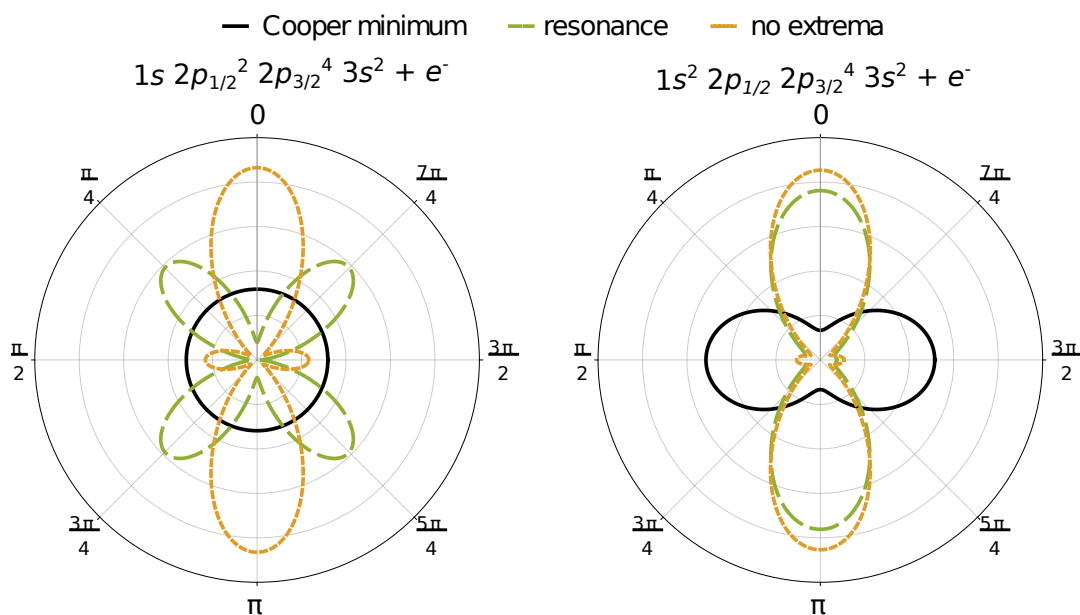 Cooper minimum resonance no extrema
1s 2p₁/₂² 2p₃/₂⁴ 3s² + e⁻ 1s² 2p₁/₂ 2p₃/₂⁴ 3s² + e⁻
0 0
π/4 7π/4 π/4 7π/4
π/2 3π/2 π/2 3π/2
3π/4 5π/4 3π/4 5π/4
π π